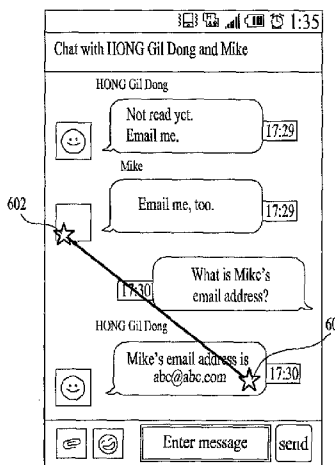 1:35
Chat with HONG Gil Dong and Mike
HONG Gil Dong
Not read yet.
Email me.
17:29
Mike
602
Email me, too.
17:29
What is Mike's
email address?
17:30
HONG Gil Dong
60
Mike's email address is
abc@abc.com
17:30
Enter message
send